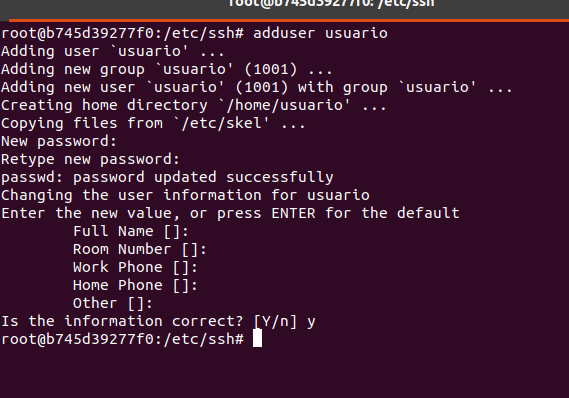 root@b745d39277f0: /etc/ssh
root@b745d39277f0:/etc/ssh# adduser usuario
Adding user `usuario' ...
Adding new group `usuario' (1001) ...
Adding new user `usuario' (1001) with group `usuario' ...
Creating home directory `/home/usuario' ...
Copying files from `/etc/skel' ...
New password:
Retype new password:
passwd: password updated successfully
Changing the user information for usuario
Enter the new value, or press ENTER for the default
        Full Name []:
        Room Number []:
        Work Phone []:
        Home Phone []:
        Other []:
Is the information correct? [Y/n] y
root@b745d39277f0:/etc/ssh#